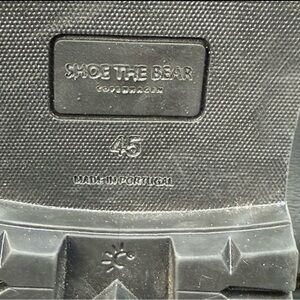 SHOE THE BEAR
COPENHAGEN
45
MADE IN PORTUGAL